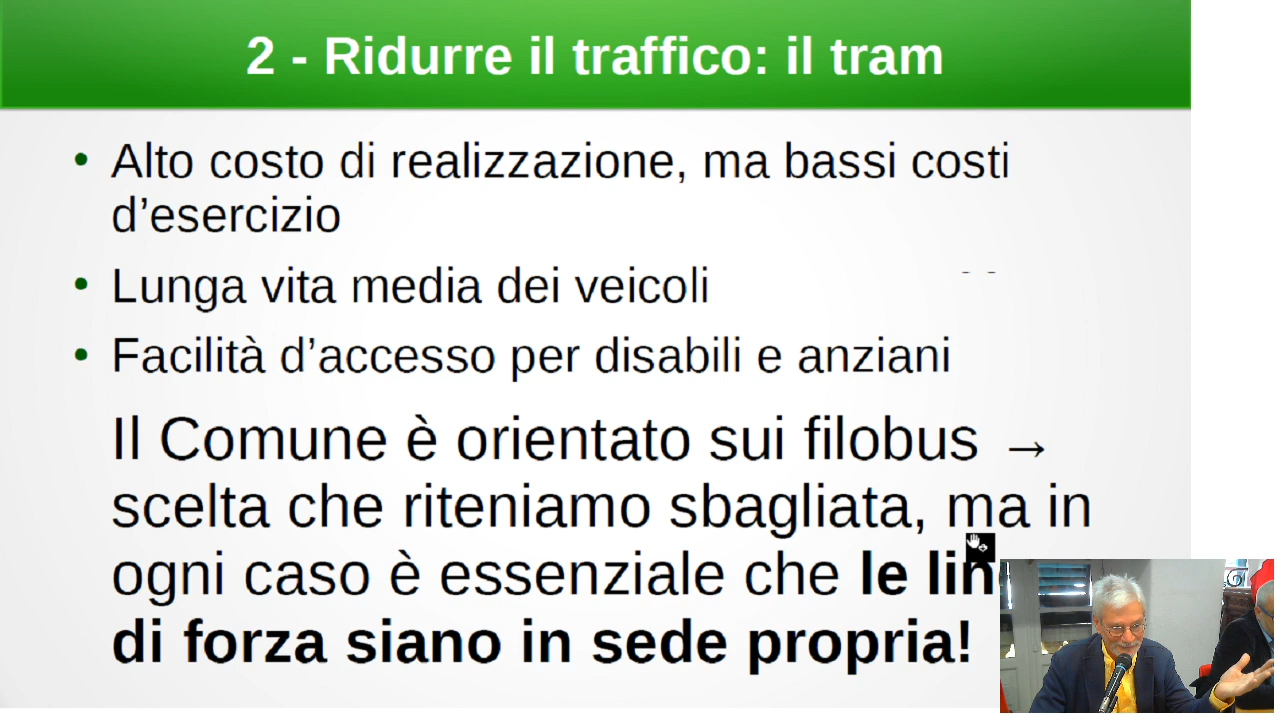 2 - Ridurre il traffico: il tram
• Alto costo di realizzazione, ma bassi costi
d’esercizio
• Lunga vita media dei veicoli
• Facilità d’accesso per disabili e anziani
Il Comune è orientato sui filobus →
scelta che riteniamo sbagliata, ma in
ogni caso è essenziale che le
di forza siano in sede propria!